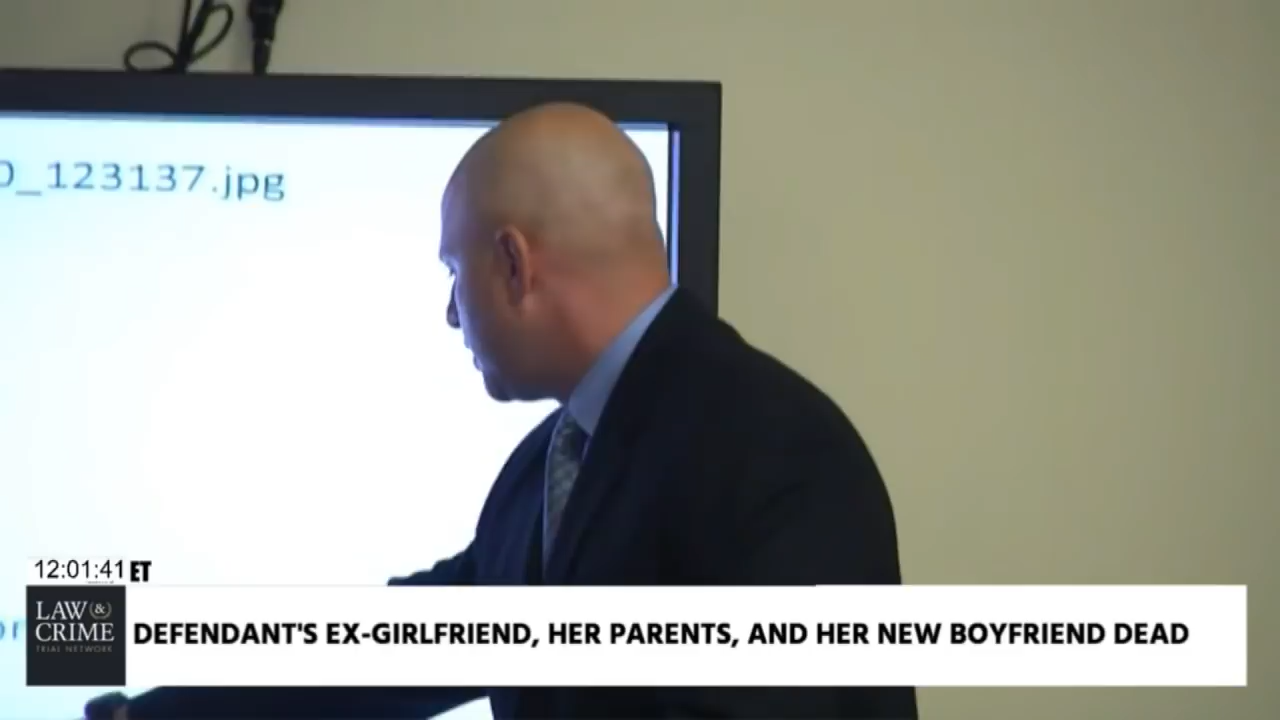 0_123137.jpg
12:01:41 ET
LAW &
CRIME
TRIAL NETWORK
DEFENDANT'S EX-GIRLFRIEND, HER PARENTS, AND HER NEW BOYFRIEND DEAD